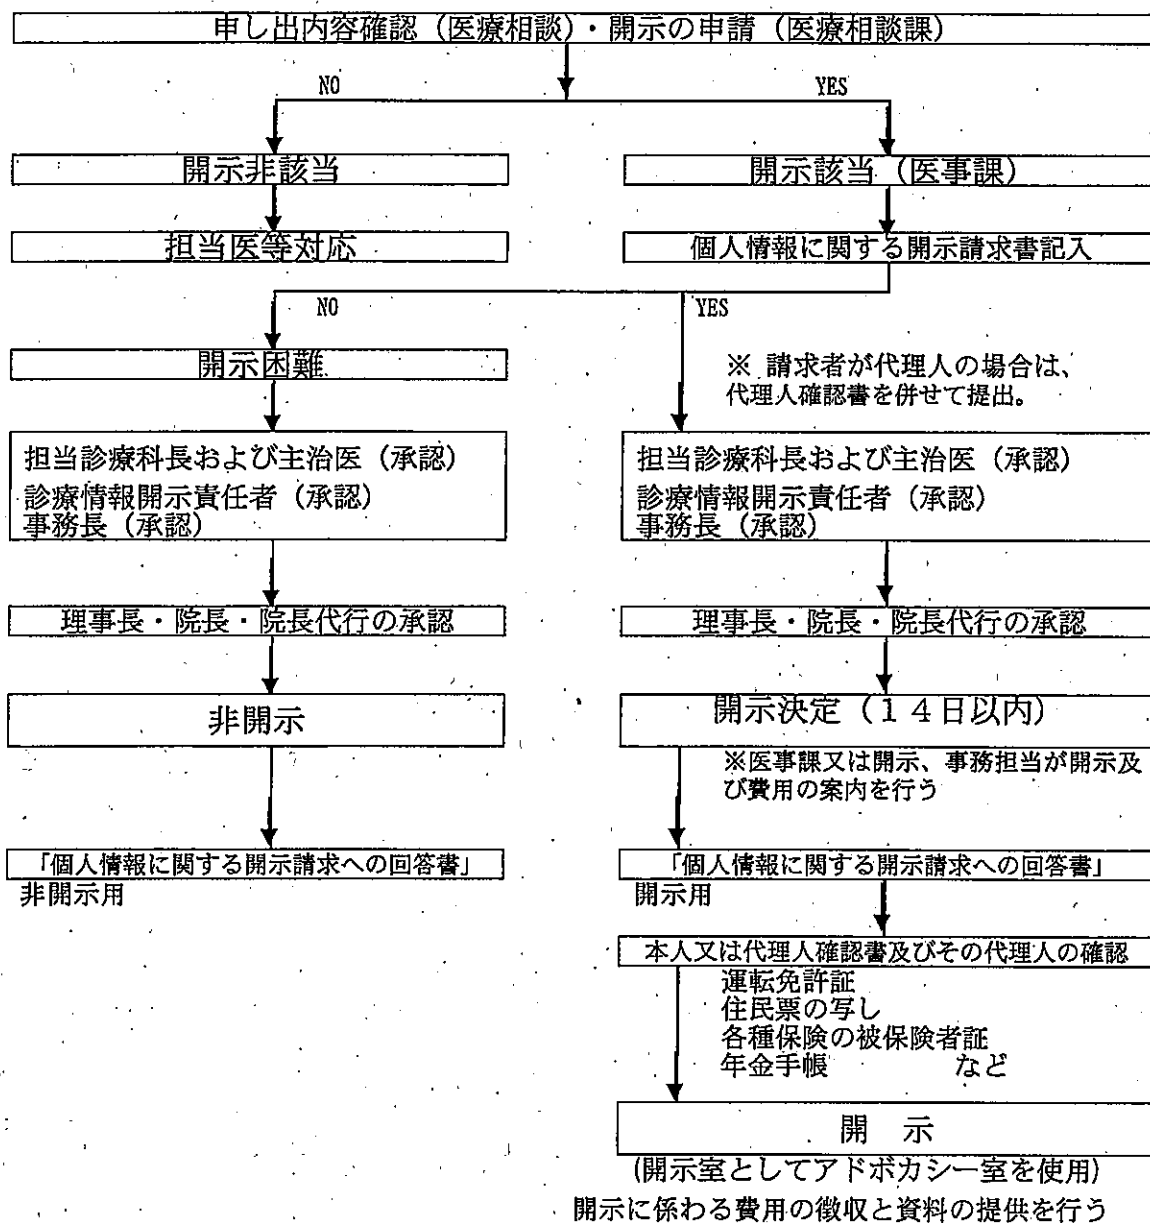 申し出内容確認（医療相談）・開示の申請（医療相談課）
NO
YES
開示非該当
開示該当（医事課）
担当医等対応
個人情報に関する開示請求書記入
NO
YES
開示困難
※ 請求者が代理人の場合は、
代理人確認書を併せて提出。
担当診療科長および主治医（承認）
診療情報開示責任者（承認）
事務長（承認）
担当診療科長および主治医（承認）
診療情報開示責任者（承認）
事務長（承認）
理事長・院長・院長代行の承認
理事長・院長・院長代行の承認
非開示
開示決定（１４日以内）
※医事課又は開示、事務担当が開示及
び費用の案内を行う
「個人情報に関する開示請求への回答書」
非開示用
「個人情報に関する開示請求への回答書」
開示用
本人又は代理人確認書及びその代理人の確認
運転免許証
住民票の写し
各種保険の被保険者証
年金手帳　　　　など
開　示
(開示室としてアドボカシー室を使用)
開示に係わる費用の徴収と資料の提供を行う